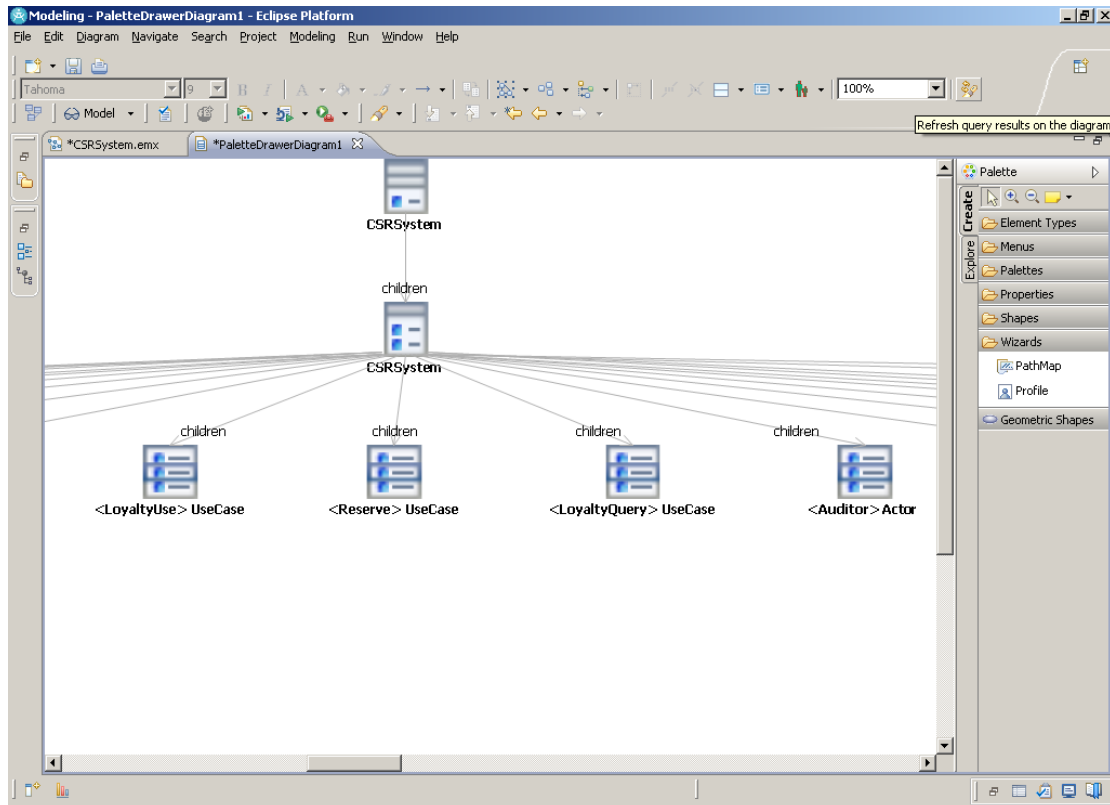 Modeling - PaletteDrawerDiagram1 - Eclipse Platform
File Edit Diagram Navigate Search Project Modeling Run Window Help
Tahoma 9 B I A 100%
Model
Refresh query results on the diagram
*CSRSystem.emx *PaletteDrawerDiagram1
Palette
Create
Explore
Element Types
Menus
Palettes
Properties
Shapes
Wizards
PathMap
Profile
Geometric Shapes
CSRSystem
children
CSRSystem
children children children children
<LoyaltyUse> UseCase <Reserve> UseCase <LoyaltyQuery> UseCase <Auditor> Actor